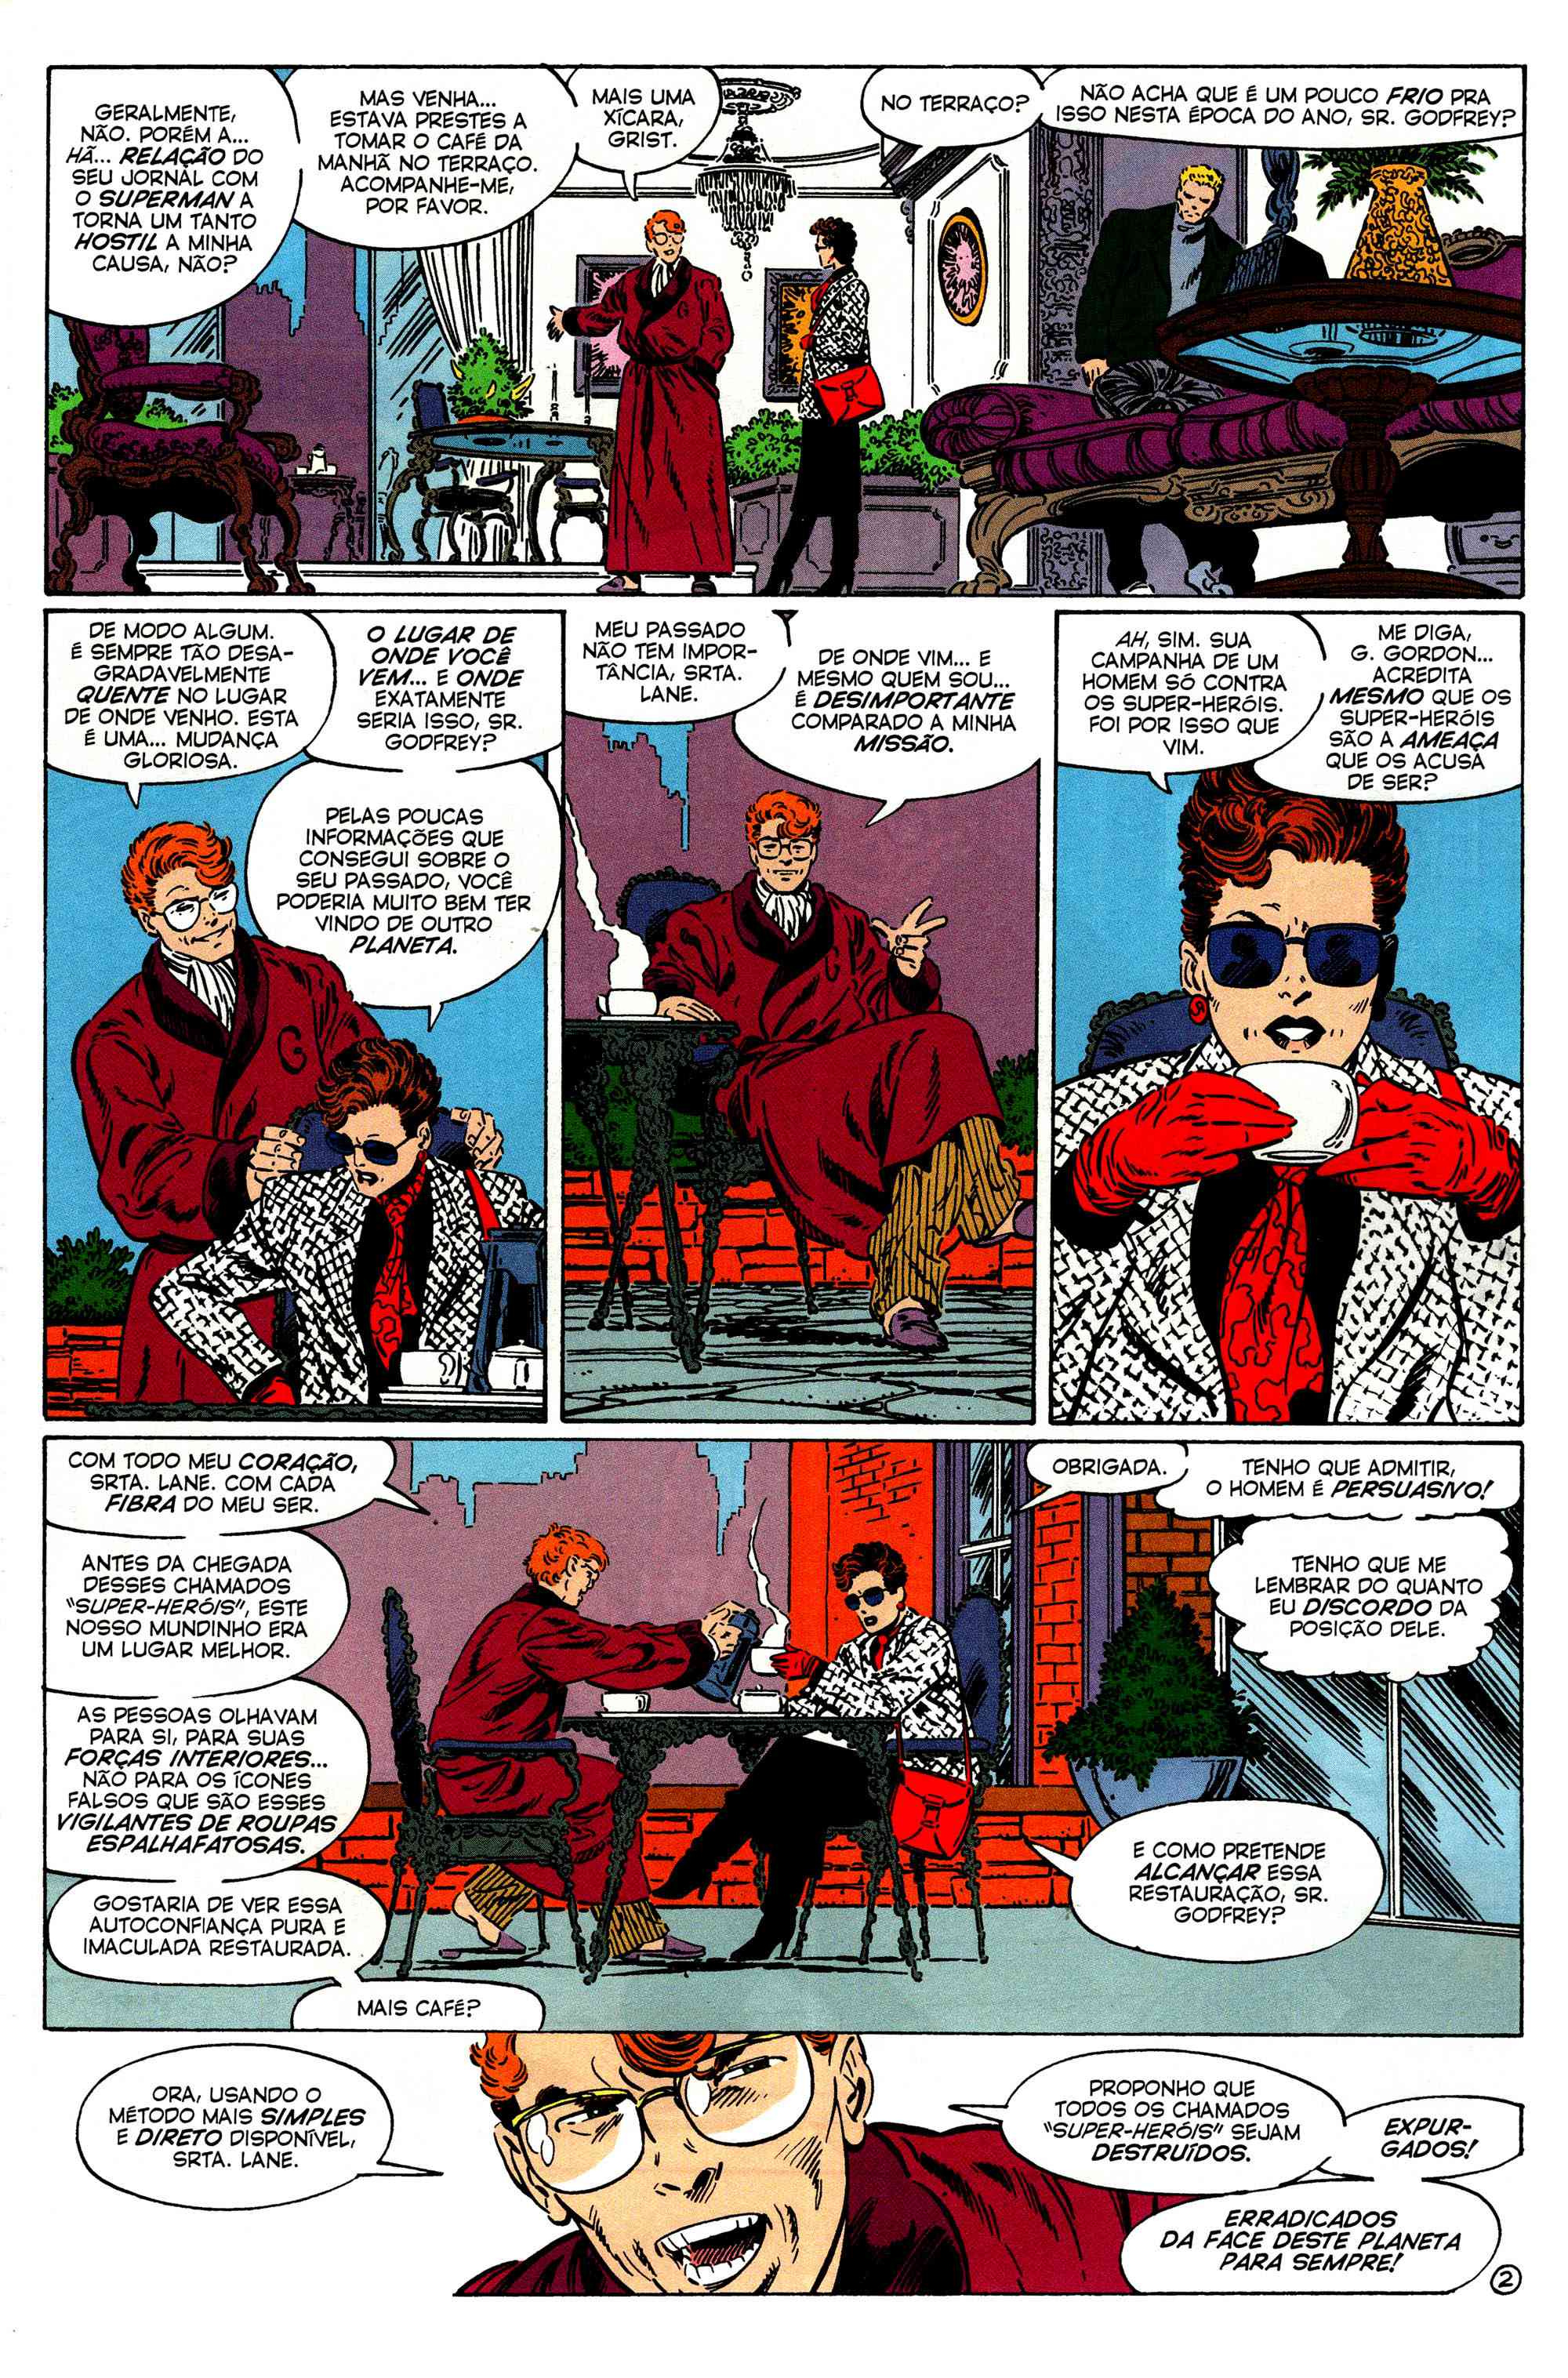 GERALMENTE,
NÃO. PORÉM A...
HÃ... RELAÇÃO DO
SEU JORNAL COM
O SUPERMAN A
TORNA UM TANTO
HOSTIL A MINHA
CAUSA, NÃO?
MAS VENHA...
ESTAVA PRESTES A
TOMAR O CAFÉ DA
MANHÃ NO TERRAÇO.
ACOMPANHE-ME,
POR FAVOR.
MAIS UMA
XÍCARA,
GRIST.
NO TERRAÇO?
NÃO ACHA QUE É UM POUCO FRIO PRA
ISSO NESTA ÉPOCA DO ANO, SR. GODFREY?
DE MODO ALGUM.
É SEMPRE TÃO DESA-
GRADAVELMENTE
QUENTE NO LUGAR
DE ONDE VENHO. ESTA
É UMA... MUDANÇA
GLORIOSA.
O LUGAR DE
ONDE VOCÊ
VEM... E ONDE
EXATAMENTE
SERIA ISSO, SR.
GODFREY?
PELAS POUCAS
INFORMAÇÕES QUE
CONSEGUI SOBRE O
SEU PASSADO, VOCÊ
PODERIA MUITO BEM TER
VINDO DE OUTRO
PLANETA.
G
MEU PASSADO
NÃO TEM IMPOR-
TÂNCIA, SRTA.
LANE.
DE ONDE VIM... E
MESMO QUEM SOU...
É DESIMPORTANTE
COMPARADO A MINHA
MISSÃO.
AH, SIM. SUA
CAMPANHA DE UM
HOMEM SÓ CONTRA
OS SUPER-HERÓIS.
FOI POR ISSO QUE
VIM.
ME DIGA,
G. GORDON...
ACREDITA
MESMO QUE OS
SUPER-HERÓIS
SÃO A AMEAÇA
QUE OS ACUSA
DE SER?
COM TODO MEU CORAÇÃO,
SRTA. LANE. COM CADA
FIBRA DO MEU SER.
ANTES DA CHEGADA
DESSES CHAMADOS
"SUPER-HERÓIS", ESTE
NOSSO MUNDINHO ERA
UM LUGAR MELHOR.
AS PESSOAS OLHAVAM
PARA SI, PARA SUAS
FORÇAS INTERIORES...
NÃO PARA OS ÍCONES
FALSOS QUE SÃO ESSES
VIGILANTES DE ROUPAS
ESPALHAFATOSAS.
GOSTARIA DE VER ESSA
AUTOCONFIANÇA PURA E
IMACULADA RESTAURADA.
MAIS CAFÉ?
OBRIGADA.
TENHO QUE ADMITIR,
O HOMEM É PERSUASIVO!
TENHO QUE ME
LEMBRAR DO QUANTO
EU DISCORDO DA
POSIÇÃO DELE.
E COMO PRETENDE
ALCANÇAR ESSA
RESTAURAÇÃO, SR.
GODFREY?
ORA, USANDO O
MÉTODO MAIS SIMPLES
E DIRETO DISPONÍVEL,
SRTA. LANE.
PROPONHO QUE
TODOS OS CHAMADOS
"SUPER-HERÓIS" SEJAM
DESTRUÍDOS.
EXPUR-
GADOS!
ERRADICADOS
DA FACE DESTE PLANETA
PARA SEMPRE!
2